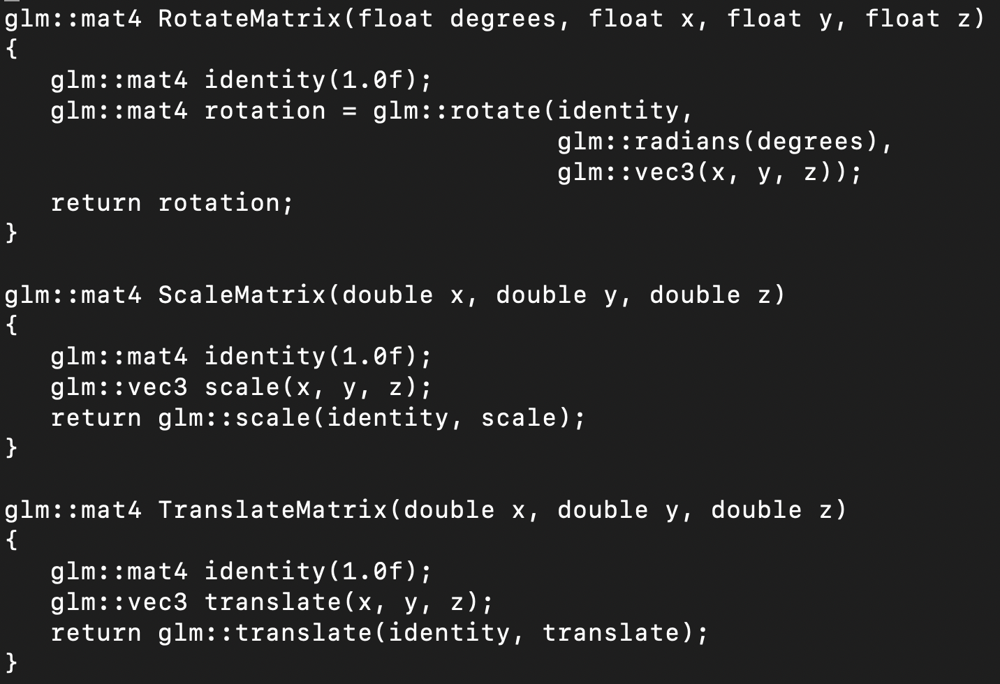 glm::mat4 RotateMatrix(float degrees, float x, float y, float z)
{
   glm::mat4 identity(1.0f);
   glm::mat4 rotation = glm::rotate(identity,
                                    glm::radians(degrees),
                                    glm::vec3(x, y, z));
   return rotation;
}

glm::mat4 ScaleMatrix(double x, double y, double z)
{
   glm::mat4 identity(1.0f);
   glm::vec3 scale(x, y, z);
   return glm::scale(identity, scale);
}

glm::mat4 TranslateMatrix(double x, double y, double z)
{
   glm::mat4 identity(1.0f);
   glm::vec3 translate(x, y, z);
   return glm::translate(identity, translate);
}